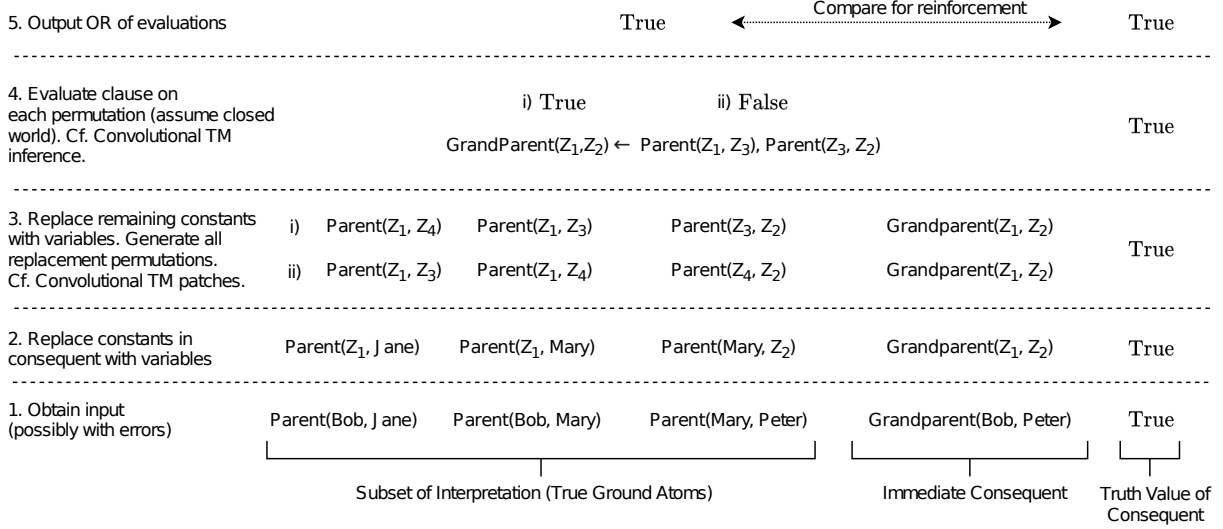 5. Output OR of evaluations
True
Compare for reinforcement
True
4. Evaluate clause on
each permutation (assume closed
world). Cf. Convolutional TM
inference.
i) True
ii) False
GrandParent(Z₁,Z₂) ← Parent(Z₁, Z₃), Parent(Z₃, Z₂)
True
3. Replace remaining constants
with variables. Generate all
replacement permutations.
Cf. Convolutional TM patches.
i) Parent(Z₁, Z₄) Parent(Z₁, Z₃) Parent(Z₃, Z₂) Grandparent(Z₁, Z₂)
ii) Parent(Z₁, Z₃) Parent(Z₁, Z₄) Parent(Z₄, Z₂) Grandparent(Z₁, Z₂)
True
2. Replace constants in
consequent with variables
Parent(Z₁, Jane) Parent(Z₁, Mary) Parent(Mary, Z₂) Grandparent(Z₁, Z₂) True
1. Obtain input
(possibly with errors)
Parent(Bob, Jane) Parent(Bob, Mary) Parent(Mary, Peter) Grandparent(Bob, Peter) True
Subset of Interpretation (True Ground Atoms)
Immediate Consequent
Truth Value of
Consequent